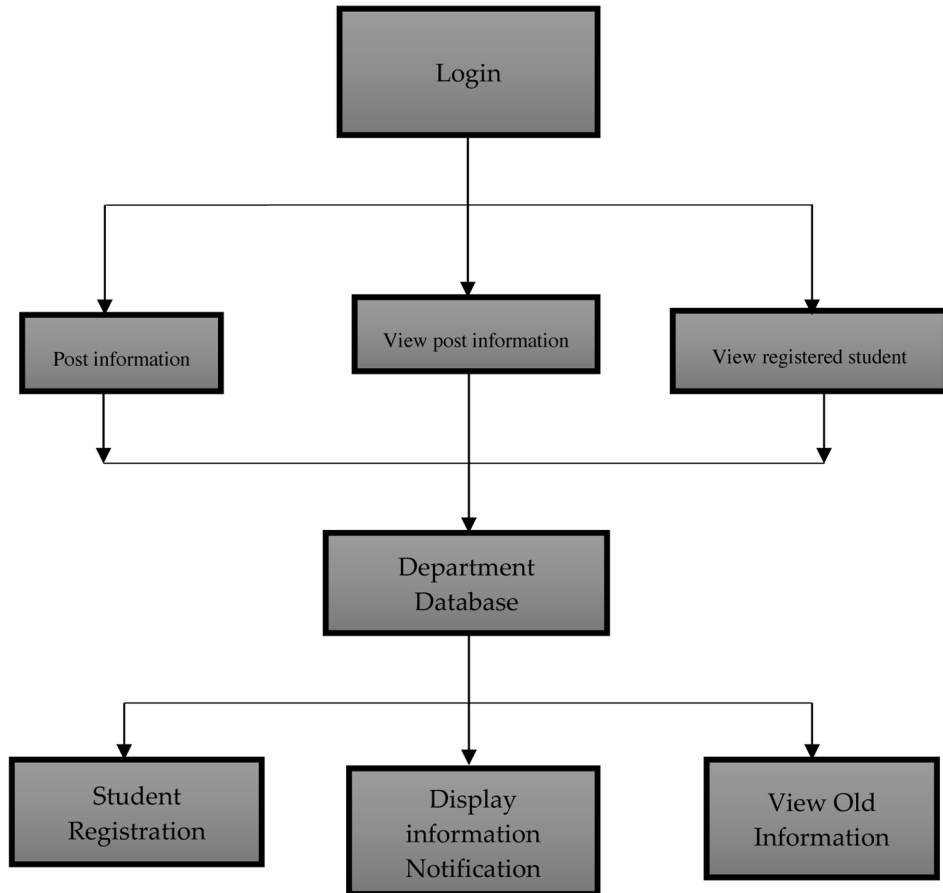 Login
Post information
View post information
View registered student
Department
Database
Student
Registration
Display
information
Notification
View Old
Information